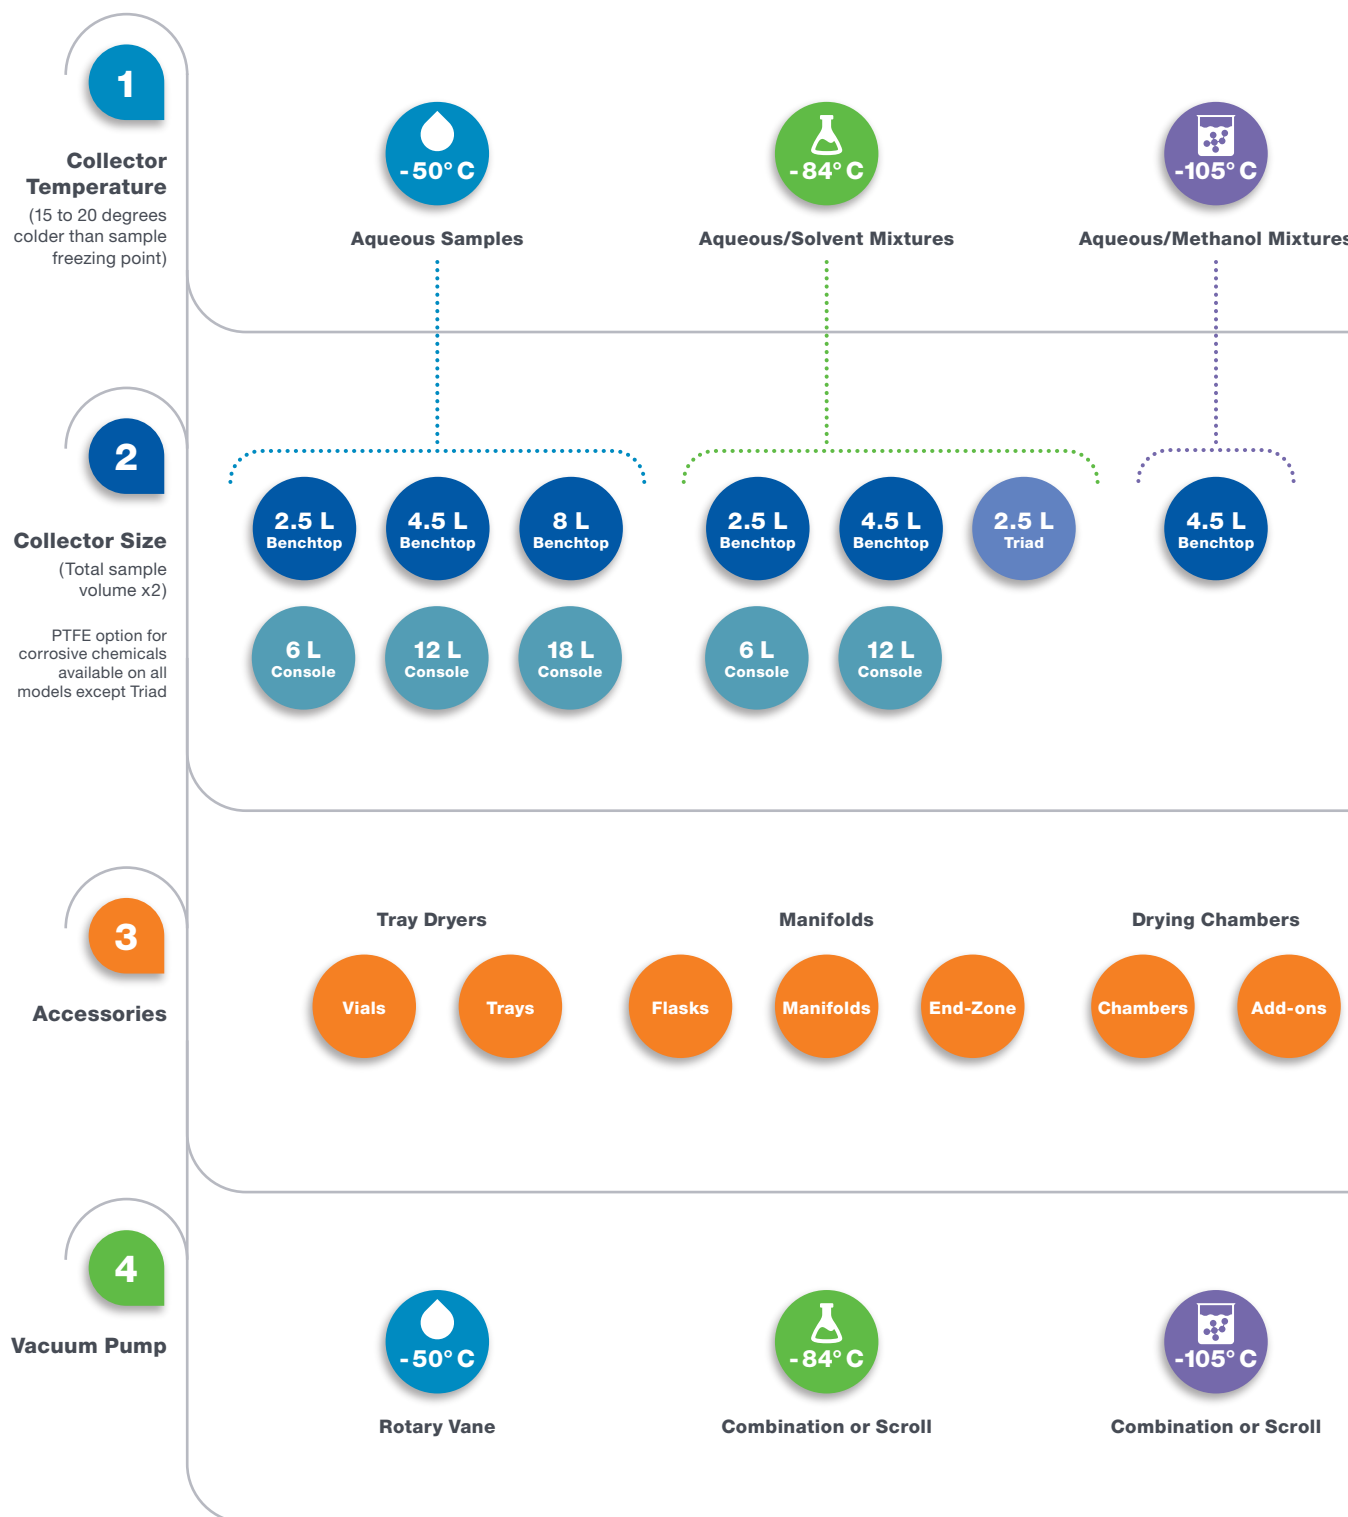 1
Collector
Temperature
(15 to 20 degrees
colder than sample
freezing point)
-50° C
Aqueous Samples
-84° C
Aqueous/Solvent Mixtures
-105° C
Aqueous/Methanol Mixtures
2
Collector Size
(Total sample
volume x2)
PTFE option for
corrosive chemicals
available on all
models except Triad
2.5 L
Benchtop
4.5 L
Benchtop
8 L
Benchtop
6 L
Console
12 L
Console
18 L
Console
2.5 L
Benchtop
4.5 L
Benchtop
2.5 L
Triad
6 L
Console
12 L
Console
4.5 L
Benchtop
3
Accessories
Tray Dryers
Vials
Trays
Manifolds
Flasks
Manifolds
End-Zone
Drying Chambers
Chambers
Add-ons
4
Vacuum Pump
-50° C
Rotary Vane
-84° C
Combination or Scroll
-105° C
Combination or Scroll